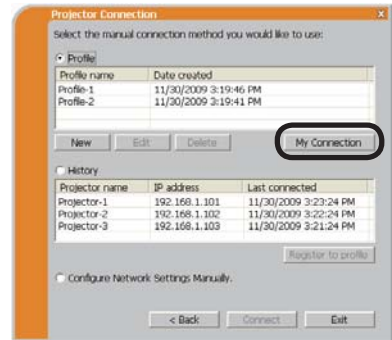 Projector Connection
Select the manual connection method you would like to use:
Profile
Profile name Date created
Profile-1 11/30/2009 3:19:46 PM
Profile-2 11/30/2009 3:19:41 PM
New Edit Delete My Connection
History
Projector name IP address Last connected
Projector-1 192.168.1.101 11/30/2009 3:23:24 PM
Projector-2 192.168.1.102 11/30/2009 3:22:24 PM
Projector-3 192.168.1.103 11/30/2009 3:21:24 PM
Register to profile
Configure Network Settings Manually.
< Back Connect Exit